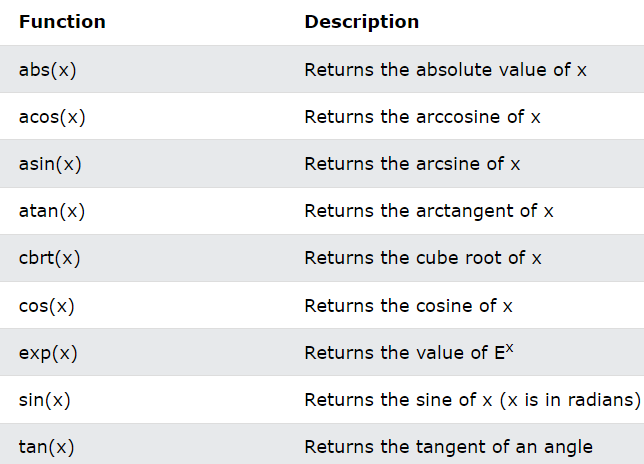 Function Description
abs(x) Returns the absolute value of x
acos(x) Returns the arccosine of x
asin(x) Returns the arcsine of x
atan(x) Returns the arctangent of x
cbrt(x) Returns the cube root of x
cos(x) Returns the cosine of x
exp(x) Returns the value of Eˣ
sin(x) Returns the sine of x (x is in radians)
tan(x) Returns the tangent of an angle